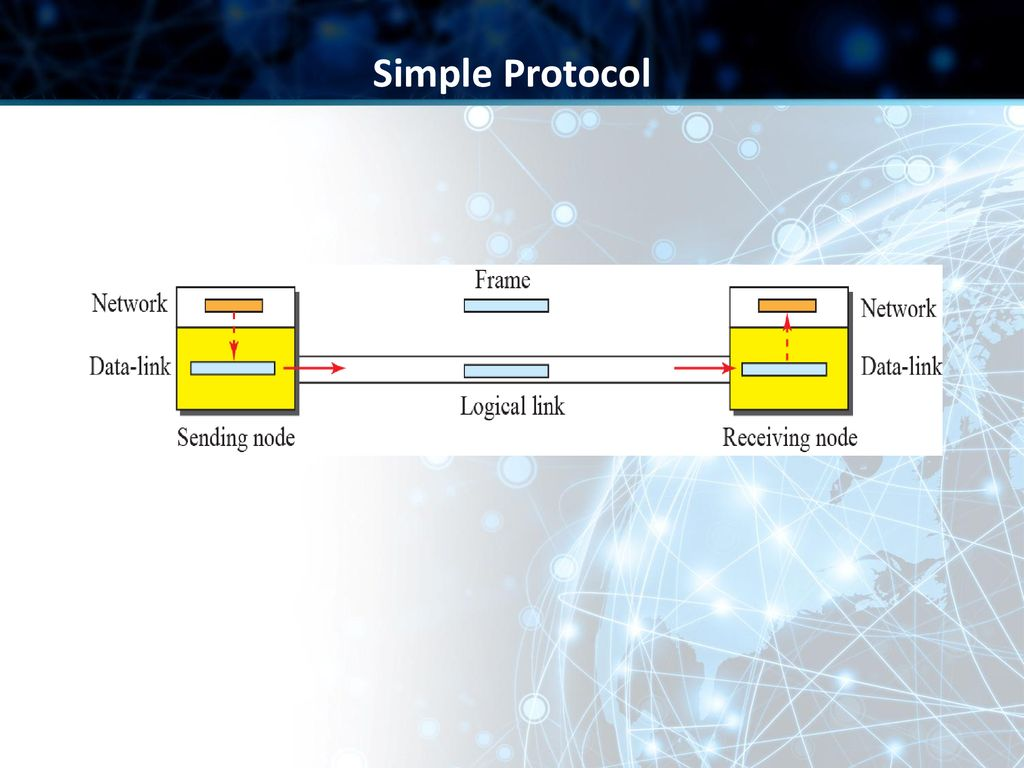 Simple Protocol
Frame
Network
Network
Data-link
Data-link
Logical link
Sending node
Receiving node